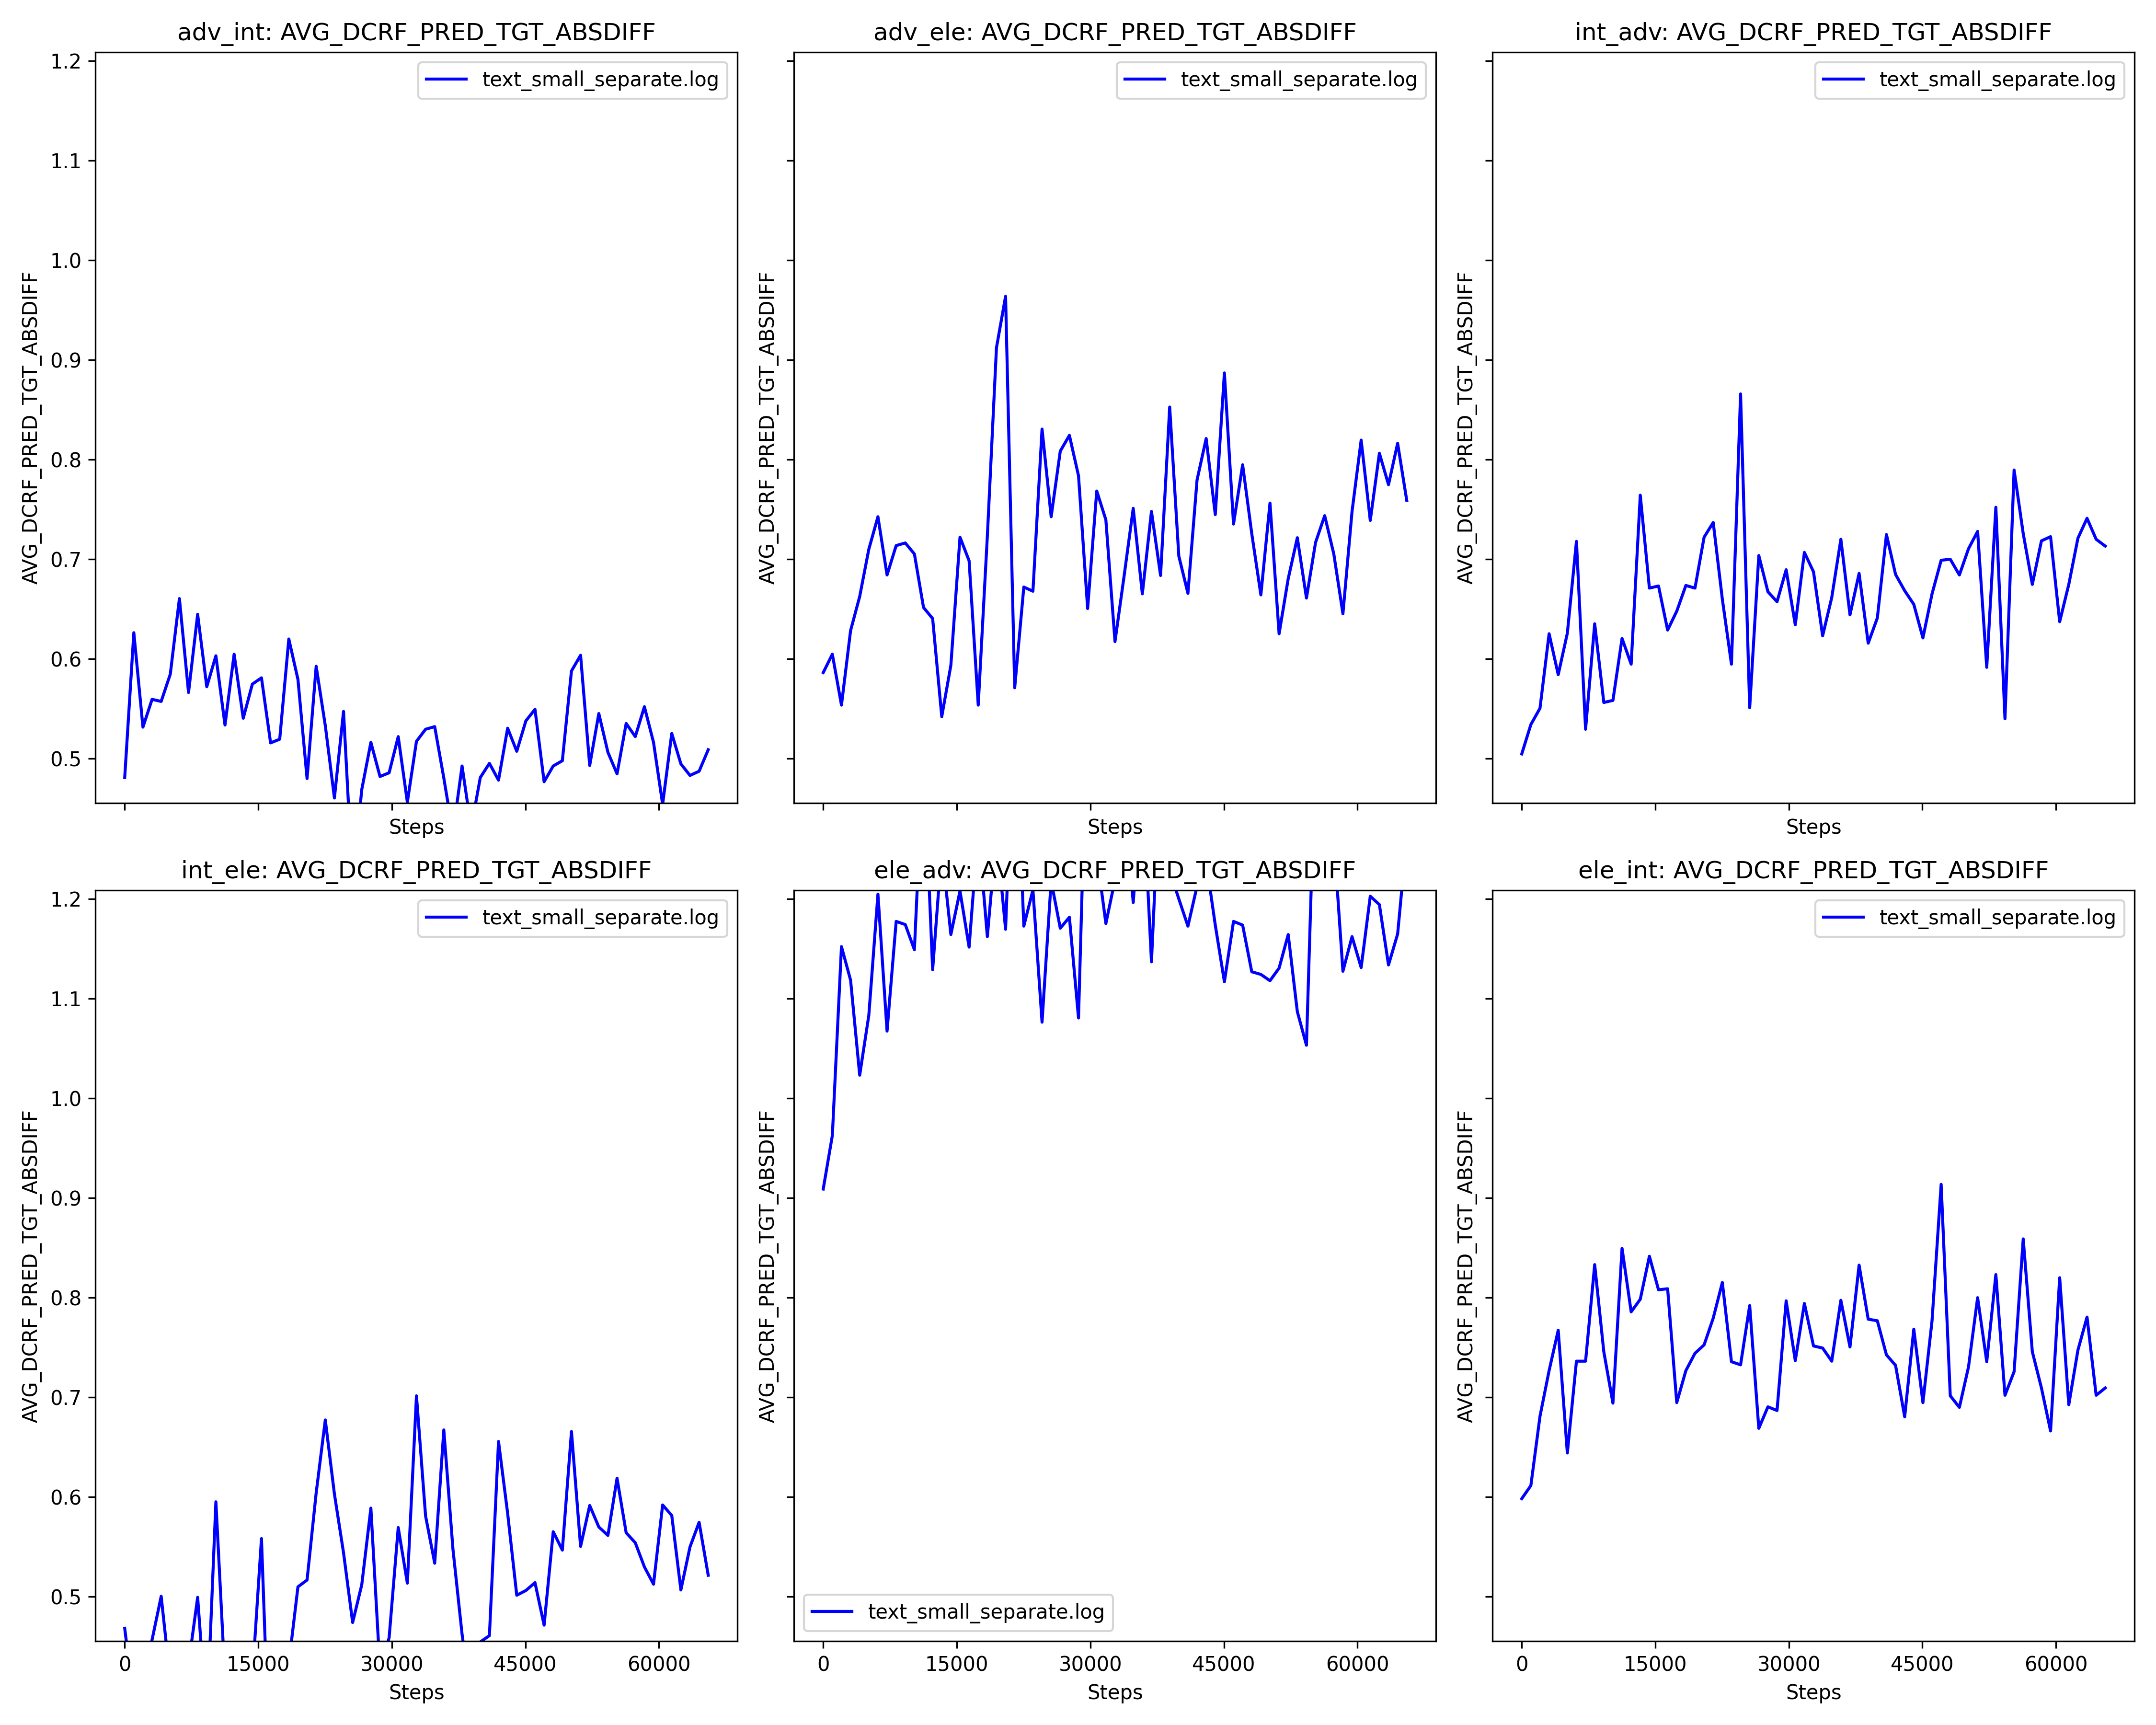 adv_int: AVG_DCRF_PRED_TGT_ABSDIFF
adv_ele: AVG_DCRF_PRED_TGT_ABSDIFF
int_adv: AVG_DCRF_PRED_TGT_ABSDIFF
text_small_separate.log
text_small_separate.log
text_small_separate.log
1.2
1.1
1.0
0.9
0.8
0.7
0.6
0.5
AVG_DCRF_PRED_TGT_ABSDIFF
AVG_DCRF_PRED_TGT_ABSDIFF
AVG_DCRF_PRED_TGT_ABSDIFF
Steps
Steps
Steps
int_ele: AVG_DCRF_PRED_TGT_ABSDIFF
ele_adv: AVG_DCRF_PRED_TGT_ABSDIFF
ele_int: AVG_DCRF_PRED_TGT_ABSDIFF
text_small_separate.log
text_small_separate.log
text_small_separate.log
1.2
1.1
1.0
0.9
0.8
0.7
0.6
0.5
AVG_DCRF_PRED_TGT_ABSDIFF
AVG_DCRF_PRED_TGT_ABSDIFF
AVG_DCRF_PRED_TGT_ABSDIFF
0 15000 30000 45000 60000
0 15000 30000 45000 60000
0 15000 30000 45000 60000
Steps
Steps
Steps